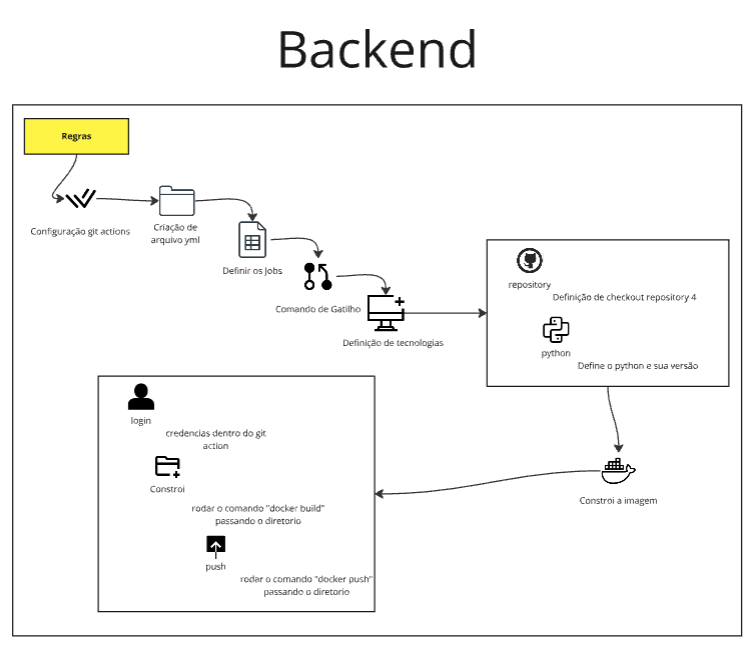 Backend
Regras
Configuração git actions
Criação de
arquivo yml
Definir os Jobs
Comando de Gatilho
Definição de tecnologias
repository
Definição de checkout repository 4
python
Define o python e sua versão
Constroi a imagem
login
credencias dentro do git
action
Constroi
rodar o comando "docker build"
passando o diretorio
push
rodar o comando "docker push"
passando o diretorio